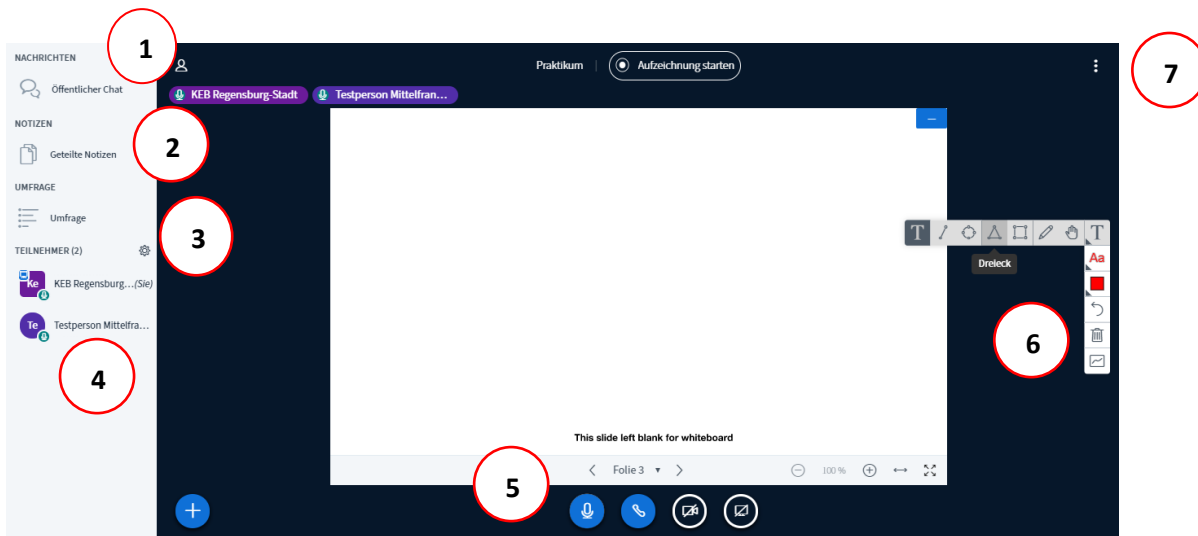 1
NACHRICHTEN
Öffentlicher Chat
Praktikum | Aufzeichnung starten
7
KEB Regensburg-Stadt Testperson Mittelfran...
NOTIZEN
2
Geteilte Notizen
UMFRAGE
Umfrage
3
TEILNEHMER (2)
Ke KEB Regensburg...(Sie)
Te Testperson Mittelfra...
4
T T
Dreieck
Aa
6
This slide left blank for whiteboard
Folie 3 100 %
5